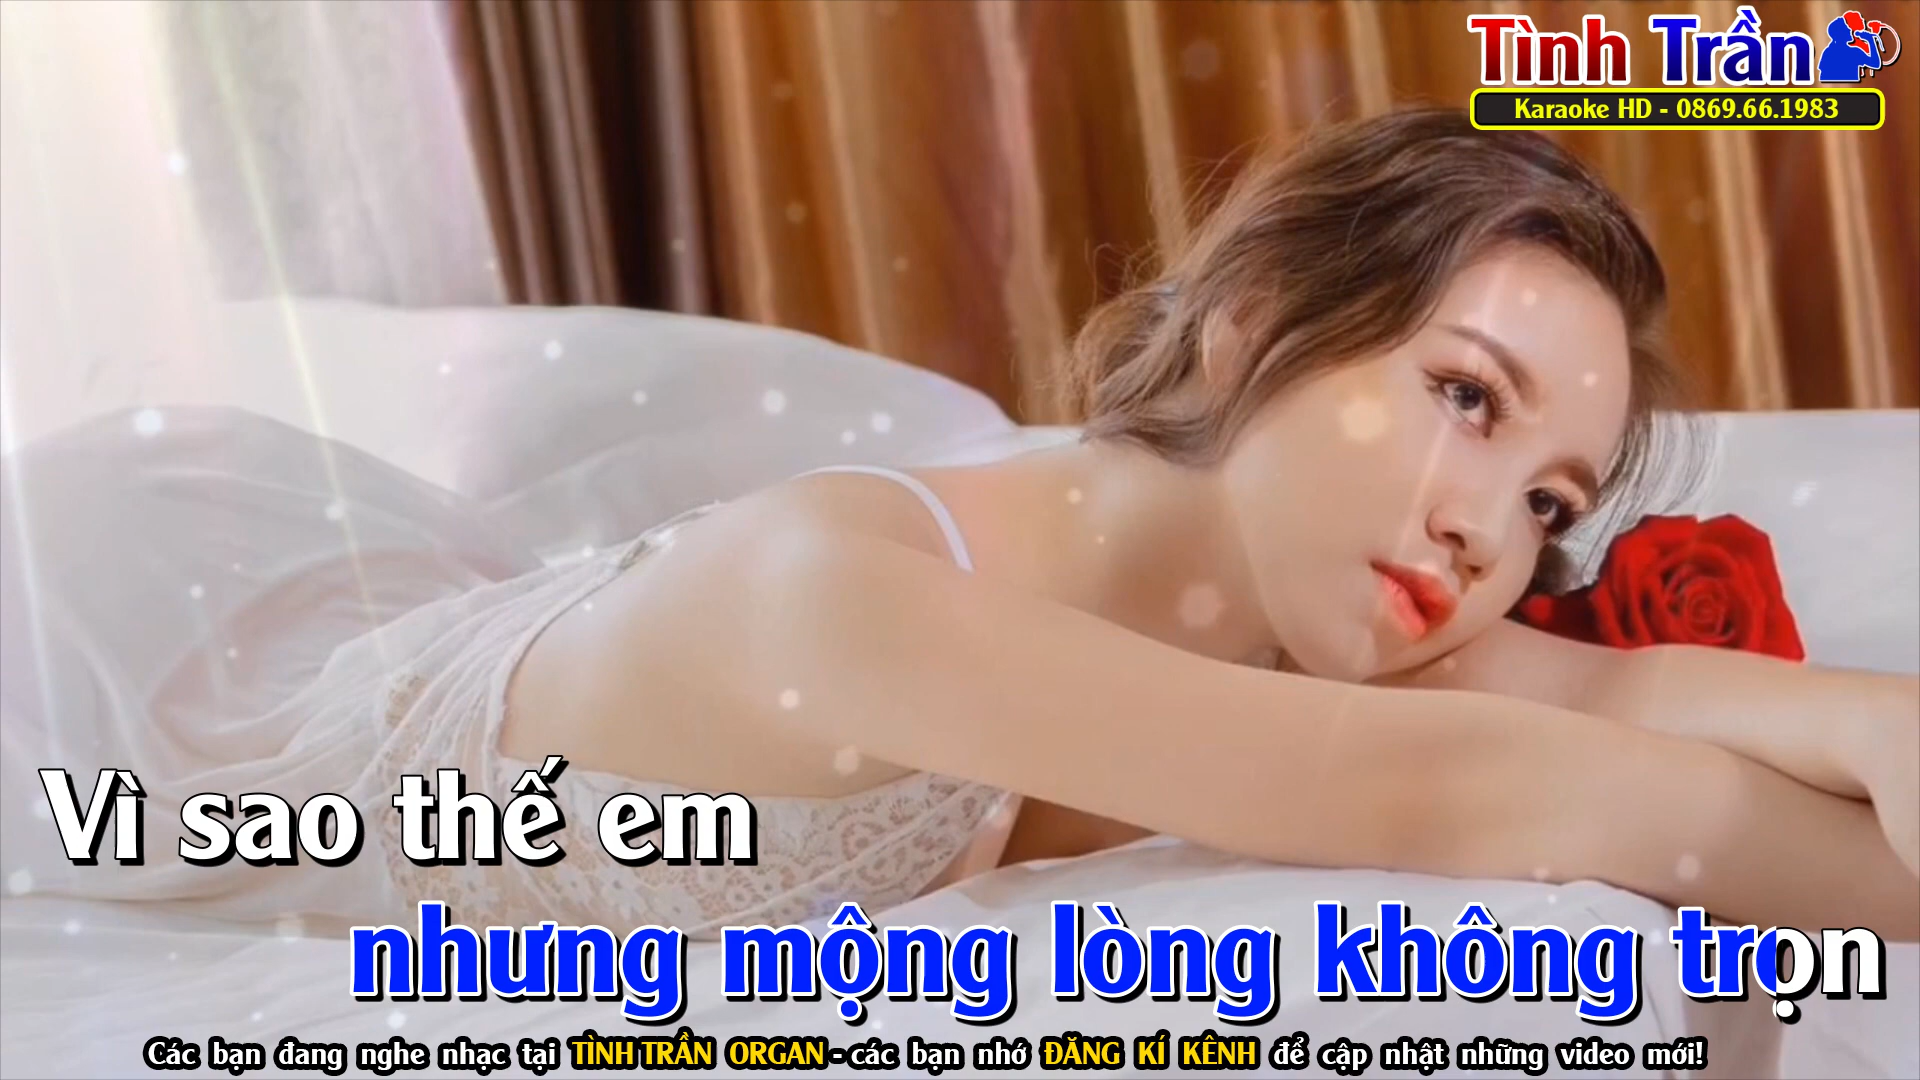 Tình Trần
Karaoke HD - 0869.66.1983
Vì sao thế em
nhưng mộng lòng không trọn
Các bạn đang nghe nhạc tại TÌNH TRẦN ORGAN - các bạn nhớ ĐĂNG KÍ KÊNH để cập nhật những video mới!